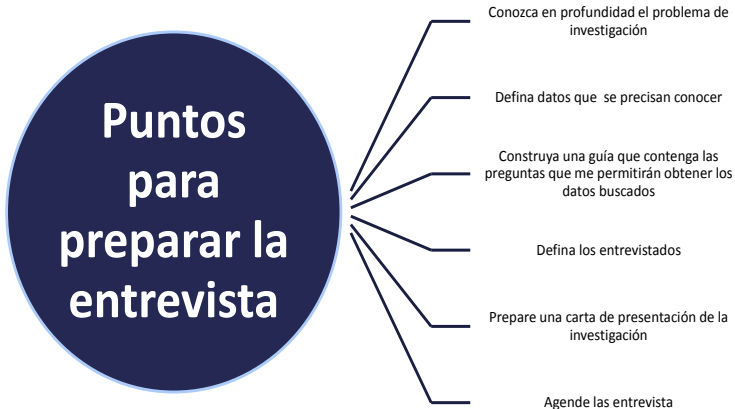 Puntos
para
preparar la
entrevista
Conozca en profundidad el problema de
investigación
Defina datos que se precisan conocer
Construya una guía que contenga las
preguntas que me permitirán obtener los
datos buscados
Defina los entrevistados
Prepare una carta de presentación de la
investigación
Agende las entrevista